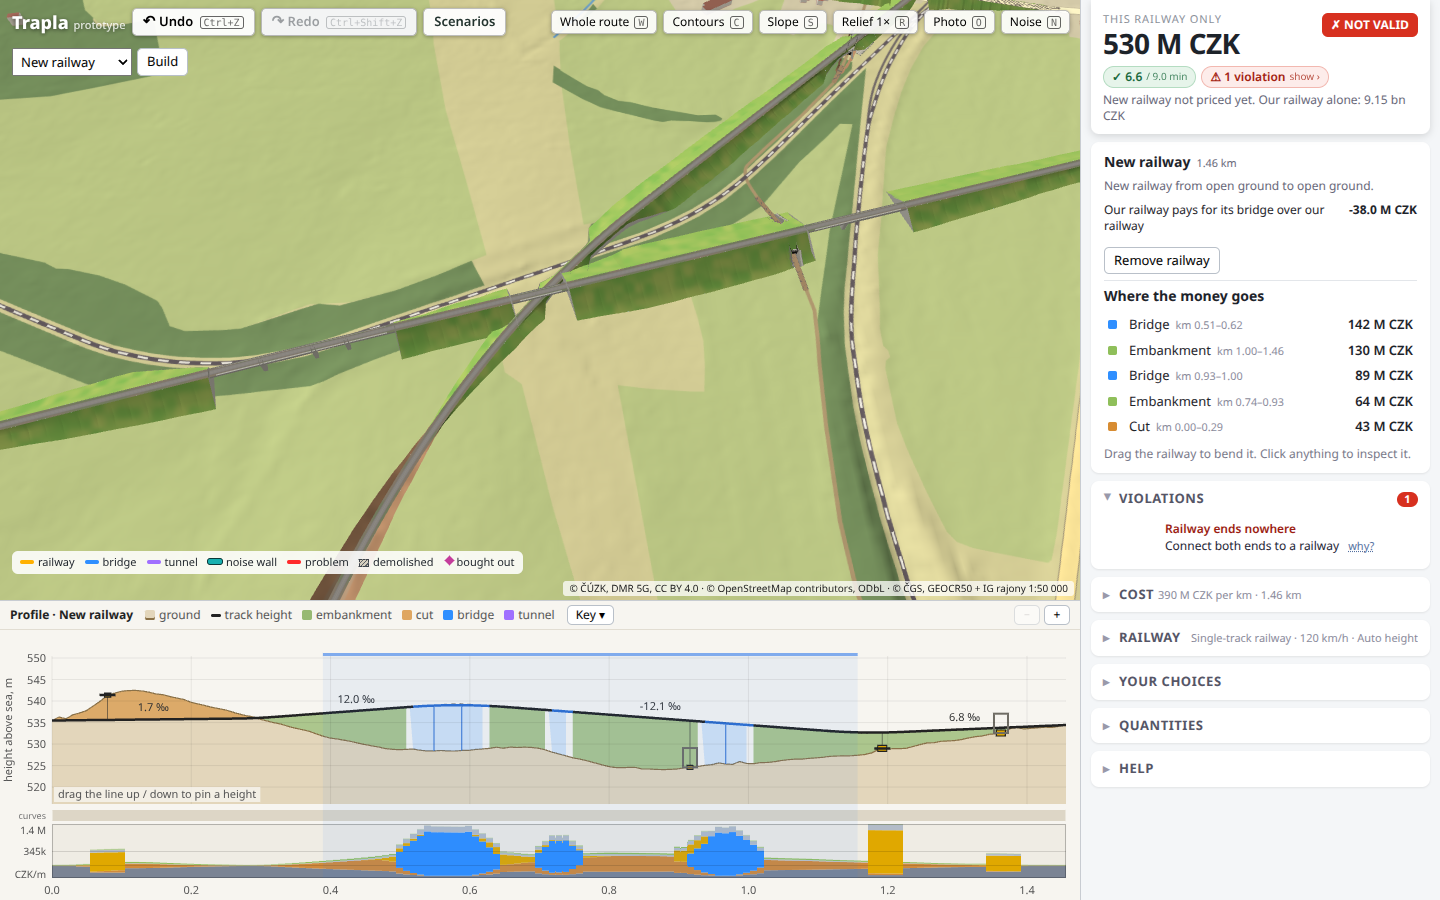 Trapla prototype
↶ Undo Ctrl+Z
↷ Redo Ctrl+Shift+Z
Scenarios
Whole route W
Contours C
Slope S
Relief 1× R
Photo O
Noise N
New railway
Build
railway
bridge
tunnel
noise wall
problem
demolished
bought out
© ČÚZK, DMR 5G, CC BY 4.0 · © OpenStreetMap contributors, ODbL · © ČGS, GEOCR50 + IG rajony 1:50 000
Profile · New railway
ground
track height
embankment
cut
bridge
tunnel
Key ▾
−
+
height above sea, m
550
545
540
535
530
525
520
1.7 ‰
12.0 ‰
-12.1 ‰
6.8 ‰
drag the line up / down to pin a height
curves
1.4 M
345k
CZK/m
0.0
0.2
0.4
0.6
0.8
1.0
1.2
1.4
THIS RAILWAY ONLY
✗ NOT VALID
530 M CZK
✓ 6.6 / 9.0 min
⚠ 1 violation show ›
New railway not priced yet. Our railway alone: 9.15 bn
CZK
New railway 1.46 km
New railway from open ground to open ground.
Our railway pays for its bridge over our -38.0 M CZK
railway
Remove railway
Where the money goes
Bridge km 0.51–0.62 142 M CZK
Embankment km 1.00–1.46 130 M CZK
Bridge km 0.93–1.00 89 M CZK
Embankment km 0.74–0.93 64 M CZK
Cut km 0.00–0.29 43 M CZK
Drag the railway to bend it. Click anything to inspect it.
▼ VIOLATIONS 1
Railway ends nowhere
Connect both ends to a railway why?
▶ COST 390 M CZK per km · 1.46 km
▶ RAILWAY Single-track railway · 120 km/h · Auto height
▶ YOUR CHOICES
▶ QUANTITIES
▶ HELP